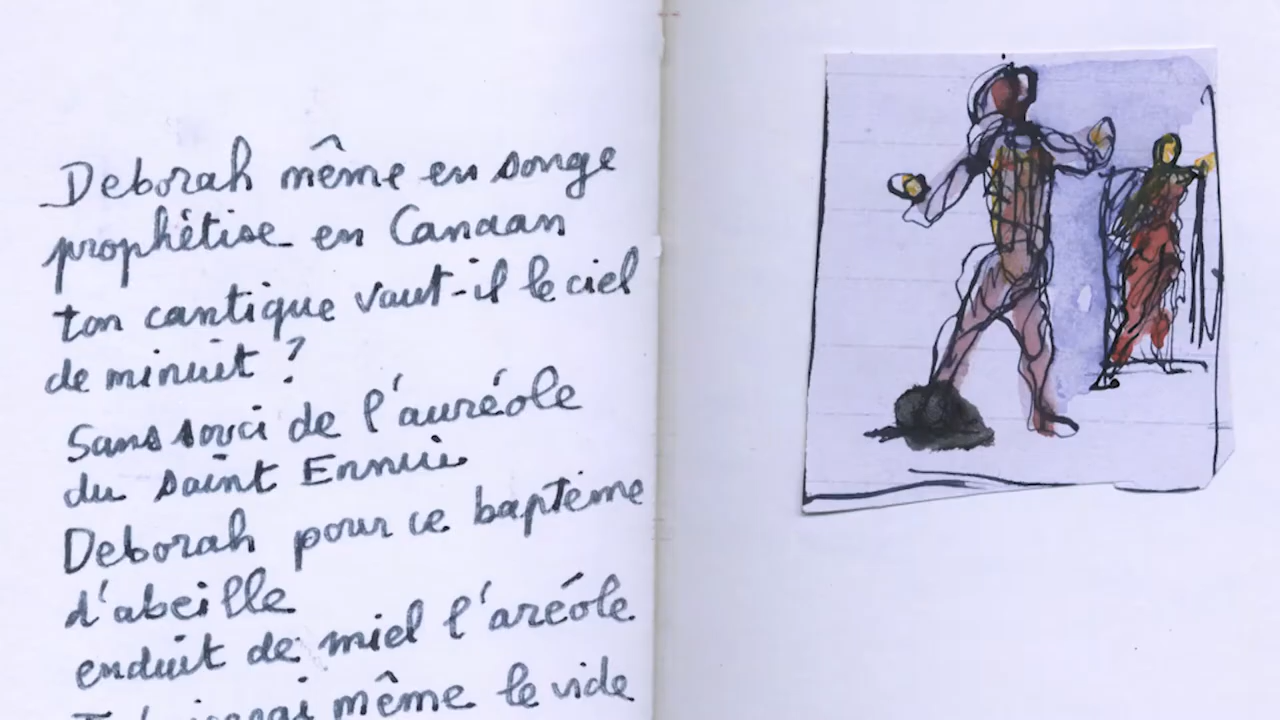 Deborah même en songe
prophètise en Canaan
ton cantique vaut-il le ciel
de minuit ?
Sans souci de l'auréole
du saint Ennui
Deborah pour ce baptême
d'abeille
enduit de miel l'aréole
même le vide